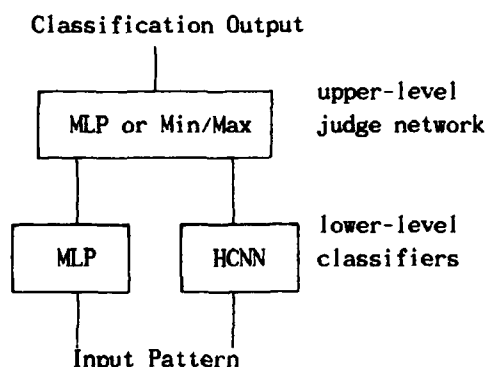 Classification Output
MLP or Min/Max
upper-level
judge network
MLP
HCNN
lower-level
classifiers
Input Pattern